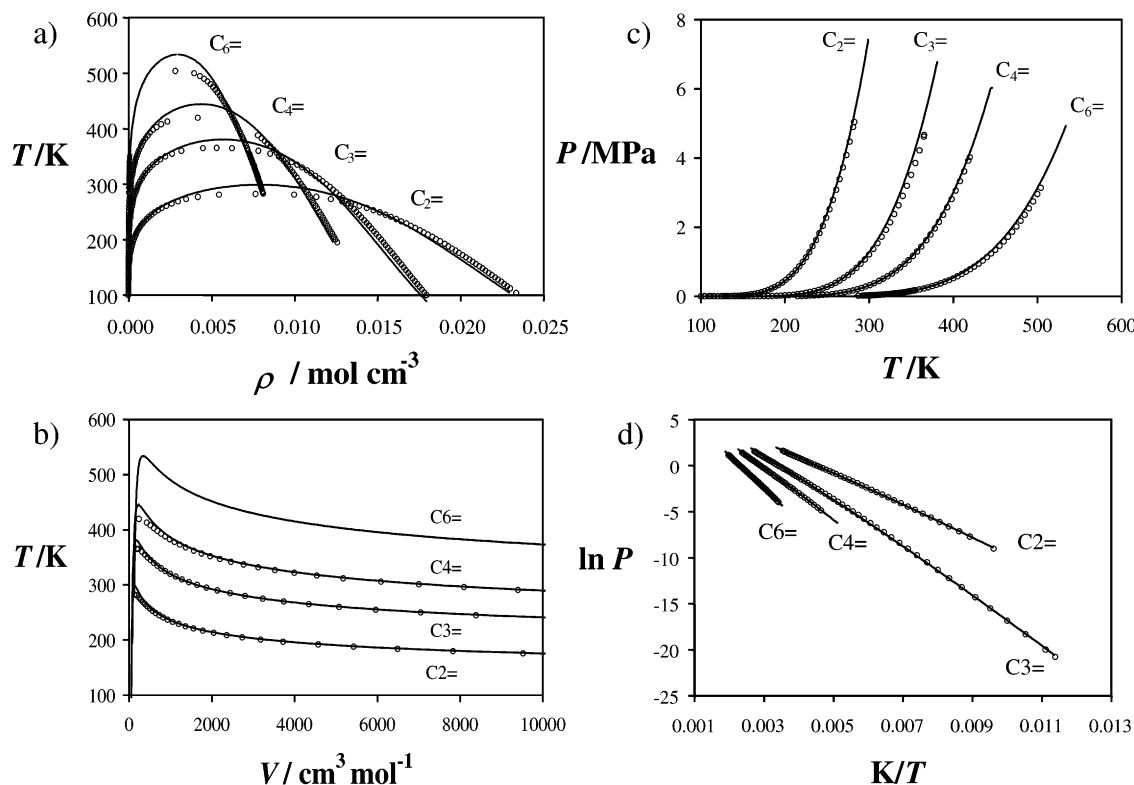 a)
600
500
400
300
200
100
T/K
C₆=
C₄=
C₃=
C₂=
0.000
0.005
0.010
0.015
0.020
0.025
ρ / mol cm⁻³
c)
8
6
4
2
0
P/MPa
C₂=
C₃=
C₄=
C₆=
100
200
300
400
500
600
T/K
b)
600
500
400
300
200
100
T/K
C6=
C4=
C3=
C2=
0
2000
4000
6000
8000
10000
V/ cm³ mol⁻¹
d)
5
0
-5
-10
-15
-20
-25
ln P
C6=
C4=
C2=
C3=
0.001
0.003
0.005
0.007
0.009
0.011
0.013
K/T